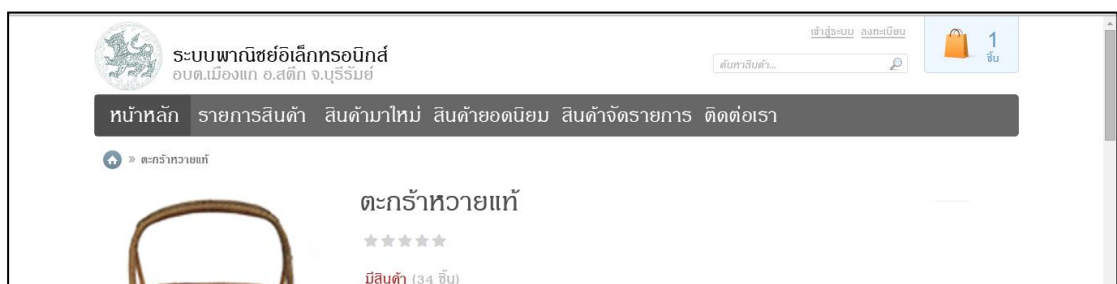 เข้าสู่ระบบ ลงทะเบียน
1
ชิ้น
ระบบพาณิชย์อิเล็กทรอนิกส์
อบต.เมืองแก อ.สตึก จ.บุรีรัมย์
ค้นหาสินค้า...
หน้าหลัก รายการสินค้า สินค้ามาใหม่ สินค้ายอดนิยม สินค้าจัดรายการ ติดต่อเรา
» ตะกร้าหวายแท้
ตะกร้าหวายแท้
มีสินค้า (34 ชิ้น)